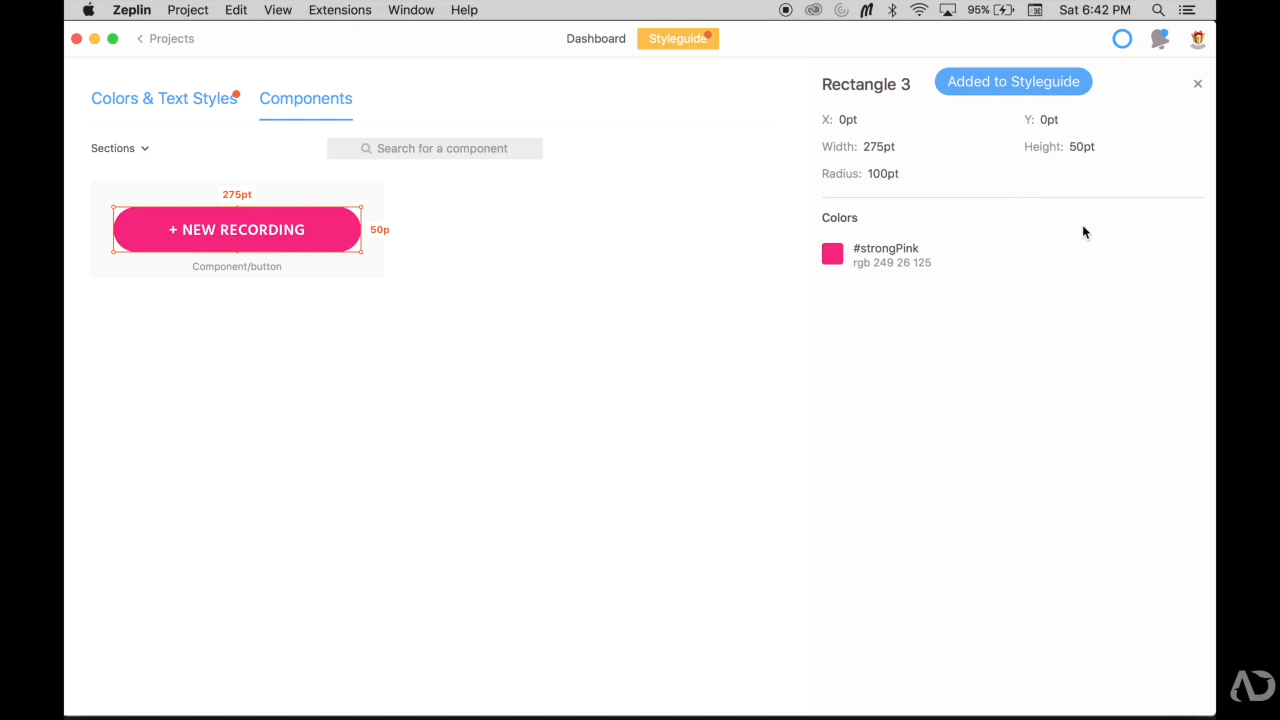 Zeplin Project Edit View Extensions Window Help 95% Sat 6:42 PM
Projects Dashboard Styleguide
Rectangle 3 Added to Styleguide
Colors & Text Styles Components
X: 0pt Y: 0pt
Sections Search for a component
Width: 275pt Height: 50pt
Radius: 100pt
275pt
Colors
+ NEW RECORDING 50p
#strongPink
rgb 249 26 125
Component/button